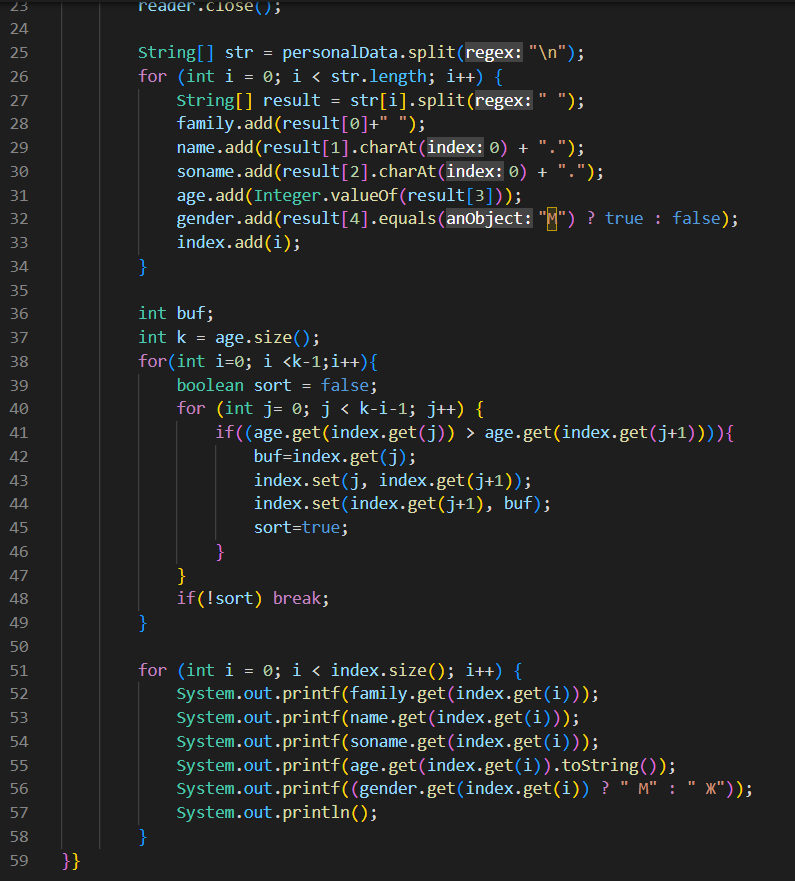 23 reader.close();
24
25 String[] str = personalData.split(regex: "\n");
26 for (int i = 0; i < str.length; i++) {
27 String[] result = str[i].split(regex: " ");
28 family.add(result[0]+" ");
29 name.add(result[1].charAt(index: 0) + ".");
30 soname.add(result[2].charAt(index: 0) + ".");
31 age.add(Integer.valueOf(result[3]));
32 gender.add(result[4].equals(anObject: "М") ? true : false);
33 index.add(i);
34 }
35
36 int buf;
37 int k = age.size();
38 for(int i=0; i <k-1;i++){
39 boolean sort = false;
40 for (int j= 0; j < k-i-1; j++) {
41 if((age.get(index.get(j)) > age.get(index.get(j+1)))){
42 buf=index.get(j);
43 index.set(j, index.get(j+1));
44 index.set(index.get(j+1), buf);
45 sort=true;
46 }
47 }
48 if(!sort) break;
49 }
50
51 for (int i = 0; i < index.size(); i++) {
52 System.out.printf(family.get(index.get(i)));
53 System.out.printf(name.get(index.get(i)));
54 System.out.printf(soname.get(index.get(i)));
55 System.out.printf(age.get(index.get(i)).toString());
56 System.out.printf((gender.get(index.get(i)) ? " М" : " Ж"));
57 System.out.println();
58 }
59 }}